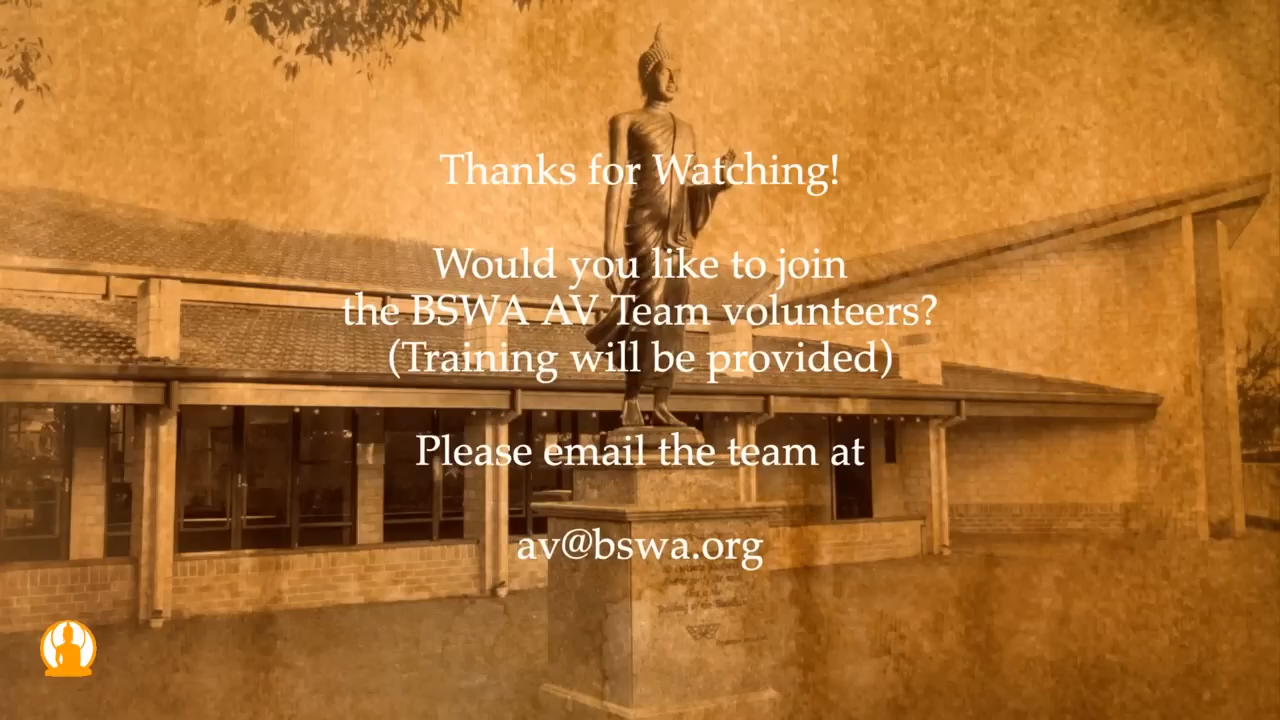 Thanks for Watching!
Would you like to join
the BSWA AV Team volunteers?
(Training will be provided)
Please email the team at
av@bswa.org